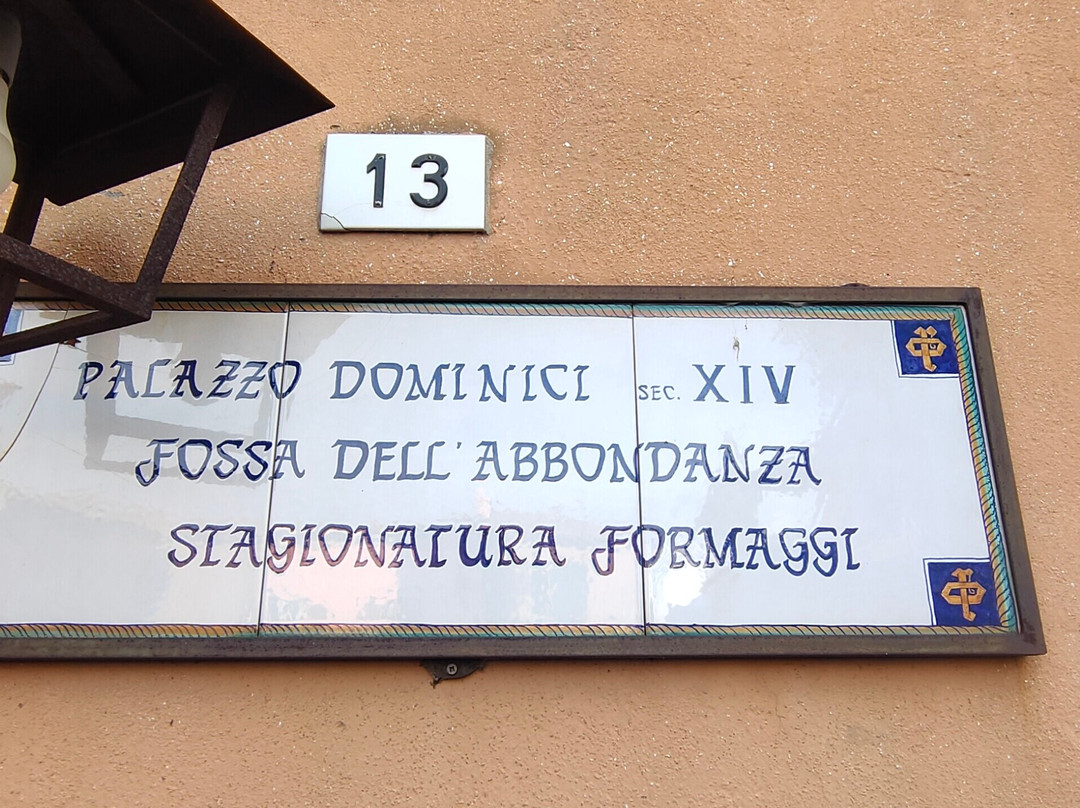 13
PALAZZO DOMINICI SEC. XIV
FOSSA DELL'ABBONDANZA
STAGIONATURA FORMAGGI